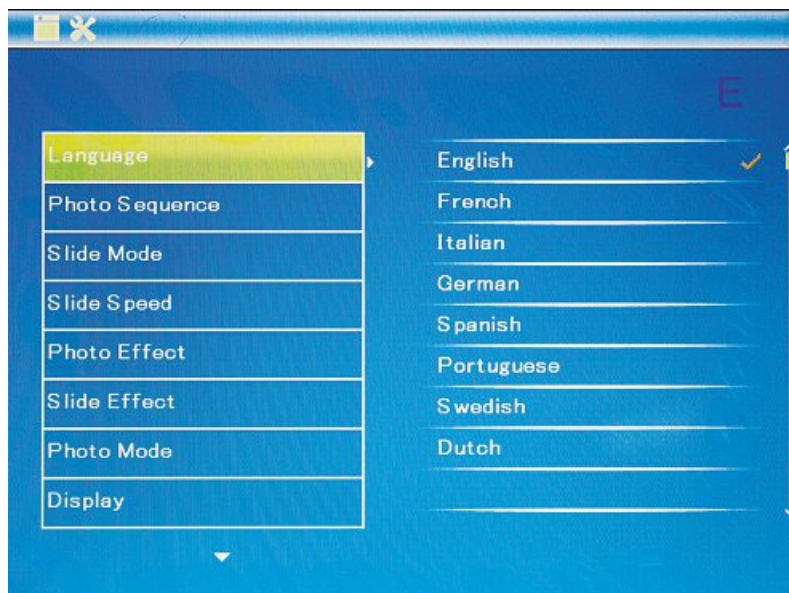 E
Language
Photo Sequence
Slide Mode
Slide Speed
Photo Effect
Slide Effect
Photo Mode
Display
English
French
Italian
German
Spanish
Portuguese
Swedish
Dutch